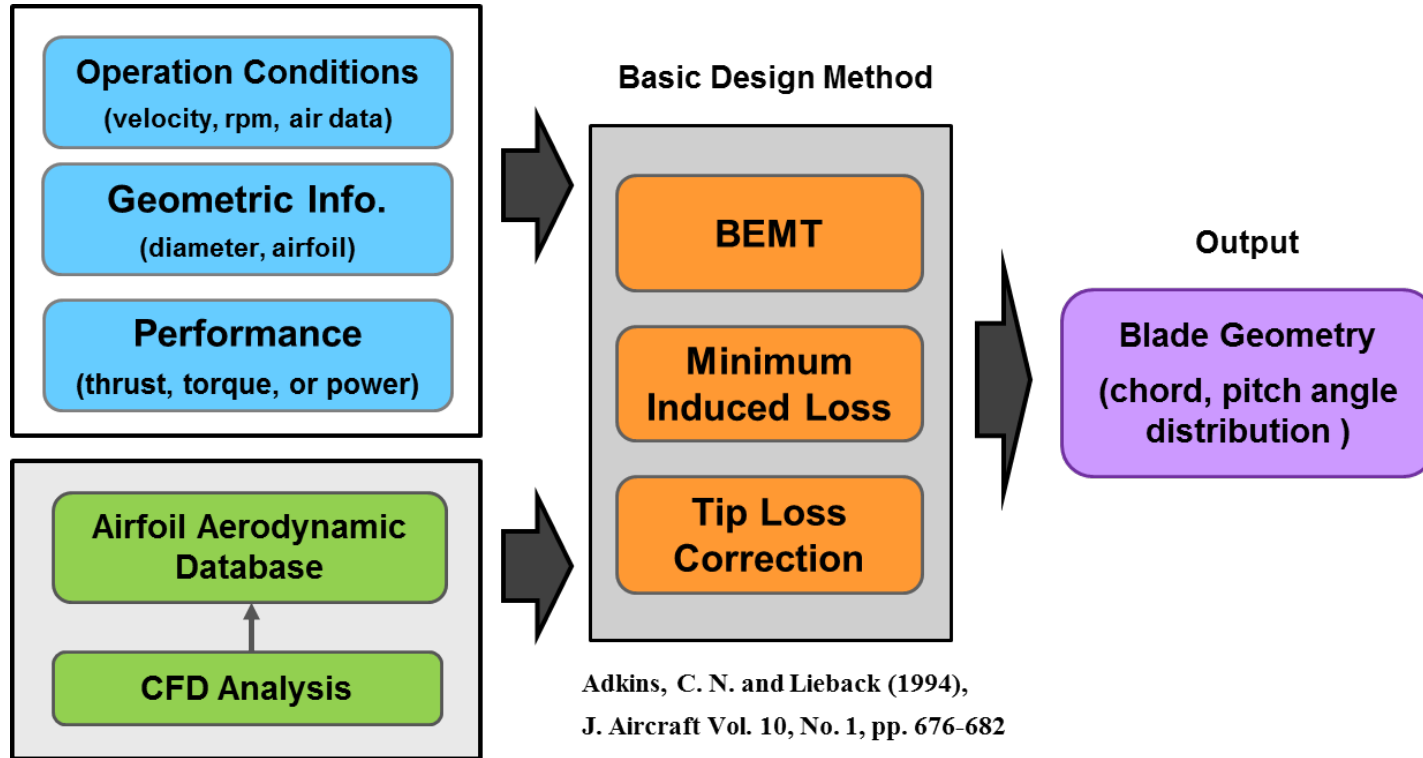 Operation Conditions
(velocity, rpm, air data)
Geometric Info.
(diameter, airfoil)
Performance
(thrust, torque, or power)
Airfoil Aerodynamic
Database
CFD Analysis
Basic Design Method
BEMT
Minimum
Induced Loss
Tip Loss
Correction
Adkins, C. N. and Lieback (1994),
J. Aircraft Vol. 10, No. 1, pp. 676-682
Output
Blade Geometry
(chord, pitch angle
distribution )